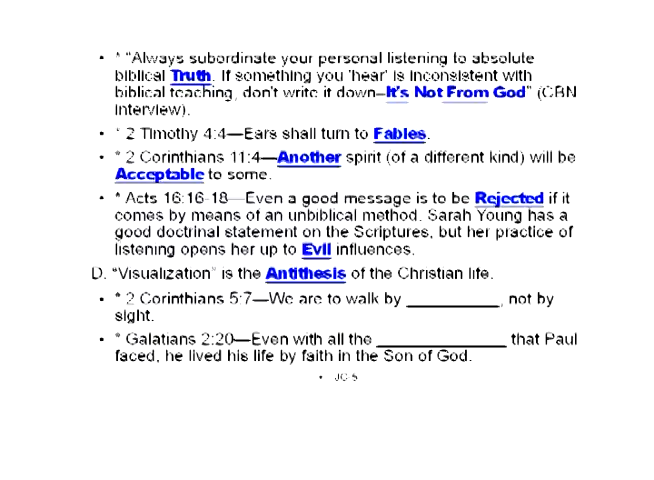 • * "Always subordinate your personal listening to absolute
biblical Truth. If something you 'hear' is inconsistent with
biblical teaching, don't write it down–It's Not From God" (CBN
interview).
• * 2 Timothy 4:4—Ears shall turn to Fables.
• * 2 Corinthians 11:4—Another spirit (of a different kind) will be
Acceptable to some.
• * Acts 16:16-18—Even a good message is to be Rejected if it
comes by means of an unbiblical method. Sarah Young has a
good doctrinal statement on the Scriptures, but her practice of
listening opens her up to Evil influences.
D. "Visualization" is the Antithesis of the Christian life.
• * 2 Corinthians 5:7—We are to walk by __________, not by
sight.
• * Galatians 2:20—Even with all the ______________ that Paul
faced, he lived his life by faith in the Son of God.
• JC 5